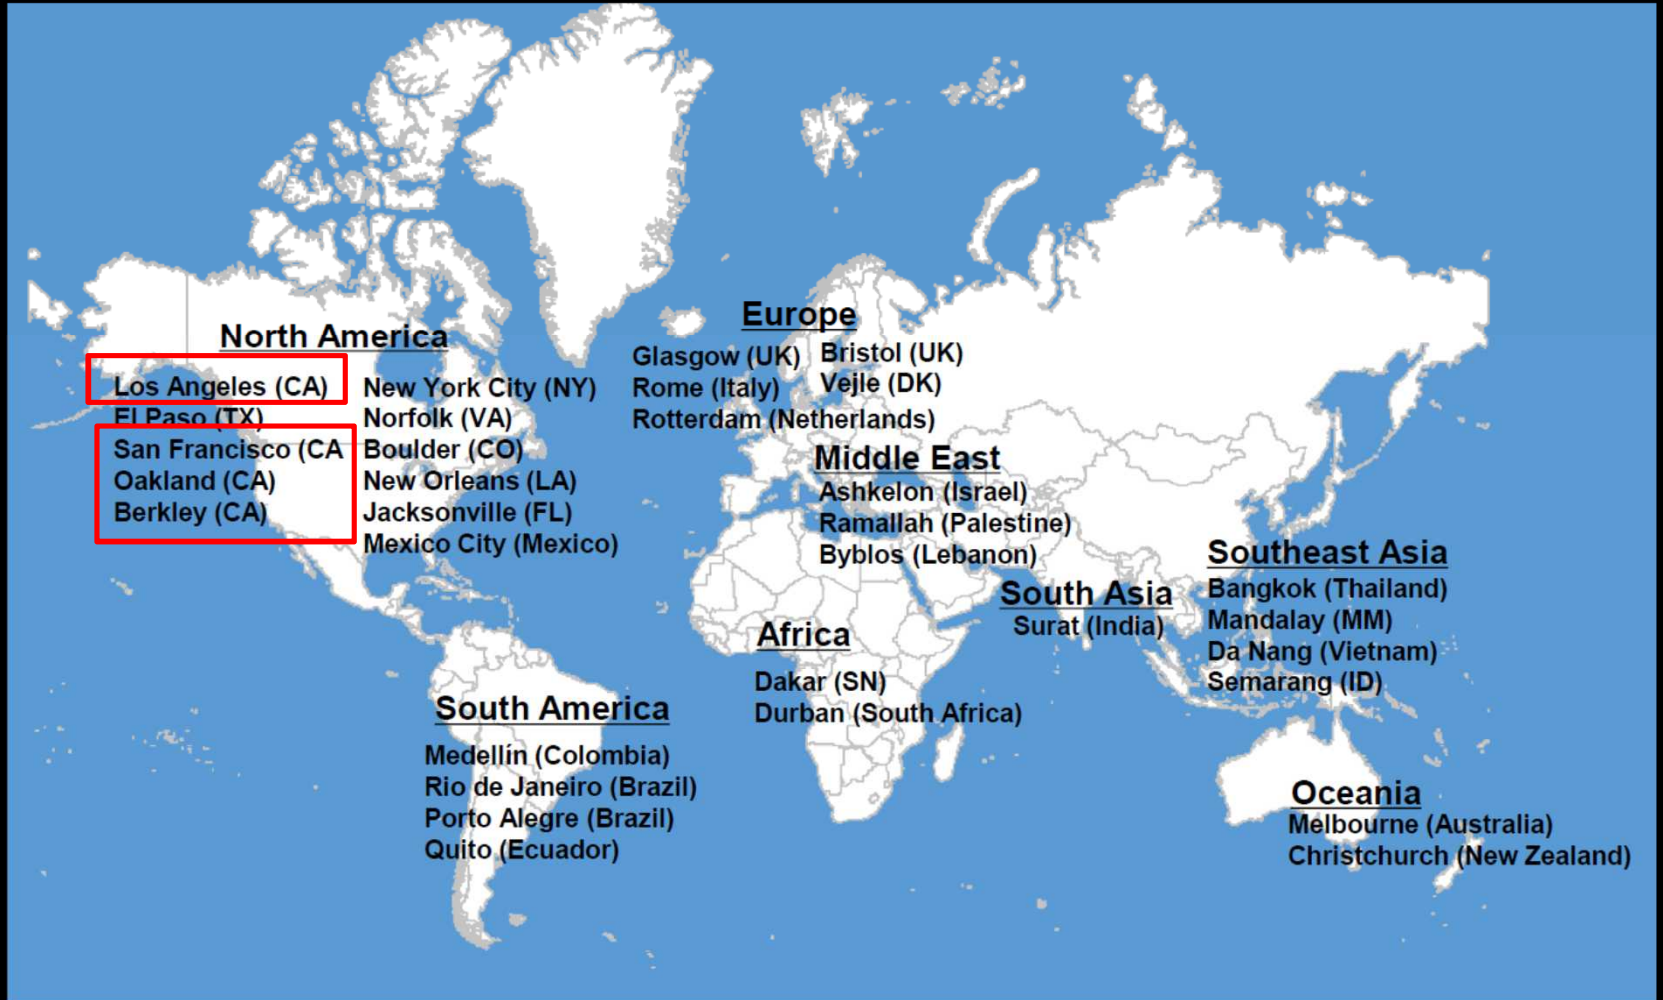 North America
Los Angeles (CA)
El Paso (TX)
San Francisco (CA
Oakland (CA)
Berkley (CA)
New York City (NY)
Norfolk (VA)
Boulder (CO)
New Orleans (LA)
Jacksonville (FL)
Mexico City (Mexico)
South America
Medellín (Colombia)
Rio de Janeiro (Brazil)
Porto Alegre (Brazil)
Quito (Ecuador)
Europe
Glasgow (UK)
Rome (Italy)
Rotterdam (Netherlands)
Bristol (UK)
Vejle (DK)
Middle East
Ashkelon (Israel)
Ramallah (Palestine)
Byblos (Lebanon)
Africa
Dakar (SN)
Durban (South Africa)
South Asia
Surat (India)
Southeast Asia
Bangkok (Thailand)
Mandalay (MM)
Da Nang (Vietnam)
Semarang (ID)
Oceania
Melbourne (Australia)
Christchurch (New Zealand)